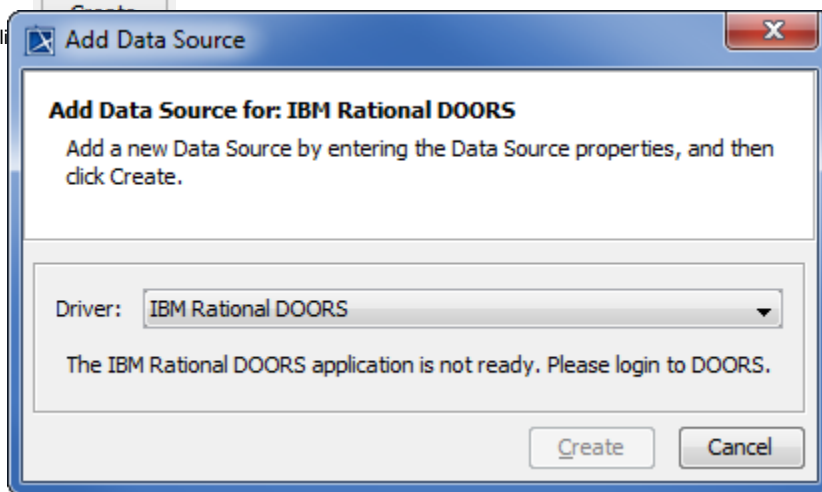 Create
li
Add Data Source
Add Data Source for: IBM Rational DOORS
Add a new Data Source by entering the Data Source properties, and then
click Create.
Driver: IBM Rational DOORS
The IBM Rational DOORS application is not ready. Please login to DOORS.
Create Cancel